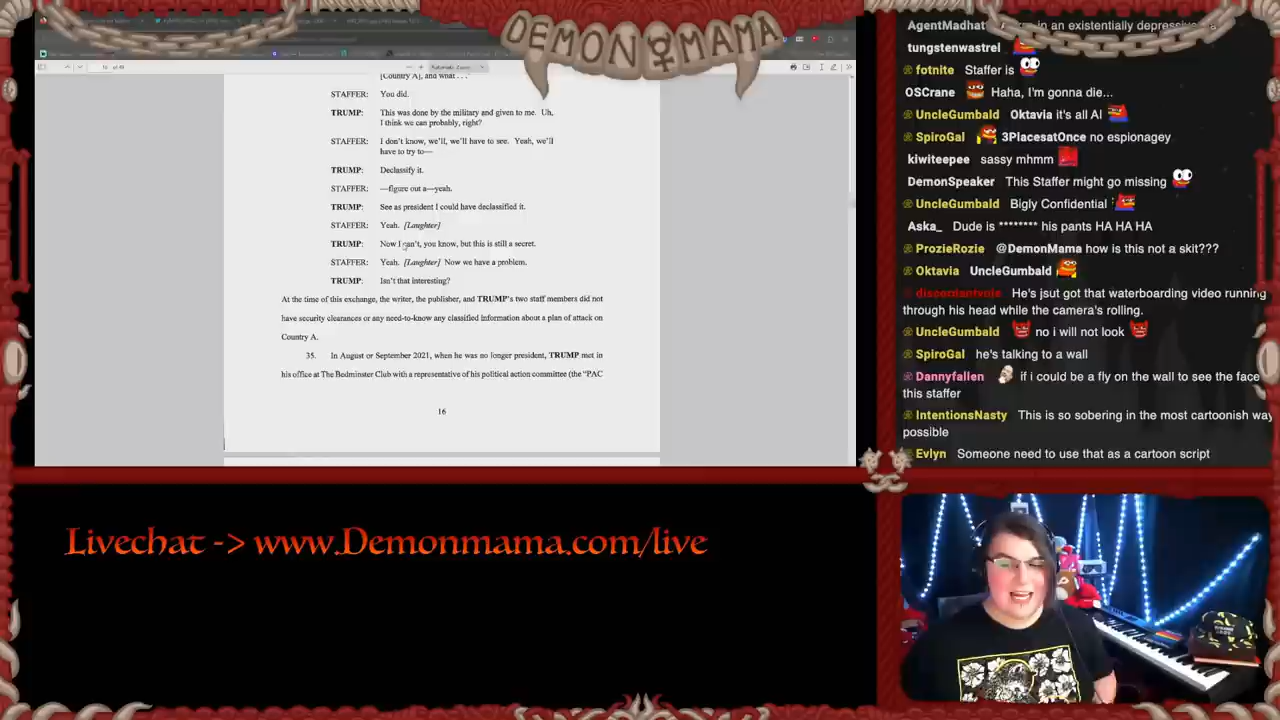 DEMON MAMA
[Country A], and what . . ."
STAFFER: You did.
TRUMP: This was done by the military and given to me. Uh,
I think we can probably, right?
STAFFER: I don't know, we'll, we'll have to see. Yeah, we'll
have to try to—
TRUMP: Declassify it.
STAFFER: —figure out a—yeah.
TRUMP: See as president I could have declassified it.
STAFFER: Yeah. [Laughter]
TRUMP: Now I can't, you know, but this is still a secret.
STAFFER: Yeah. [Laughter] Now we have a problem.
TRUMP: Isn't that interesting?
At the time of this exchange, the writer, the publisher, and TRUMP's two staff members did not
have security clearances or any need-to-know any classified information about a plan of attack on
Country A.
35. In August or September 2021, when he was no longer president, TRUMP met in
his office at The Bedminster Club with a representative of his political action committee (the "PAC
16
AgentMattata I'm an existentially depressive
tungstenwastrel
fotnite Staffer is
OSCrane Haha, I'm gonna die...
Oktavia it's all AI
SpiroGal 3PlacesatOnce no espionagey
kiwiteepee sassy mhmm
DemonSpeaker This Staffer might go missing
UncleGumbald Bigly Confidential
Aska_ Dude is ******* his pants HA HA HA
ProzieRozie @DemonMama how is this not a skit????
Oktavia UncleGumbald
discordantvote He's jsut got that waterboarding video running
through his head while the camera's rolling.
UncleGumbald no i will not look
SpiroGal he's talking to a wall
Dannyfallen if i could be a fly on the wall to see the face of
this staffer
IntentionsNasty This is so sobering in the most cartoonish way
possible
Evlyn Someone need to use that as a cartoon script
Livechat -> www.Demonmama.com/live